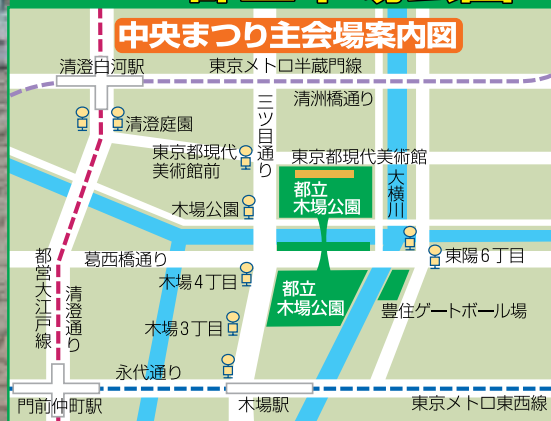 中央まつり主会場案内図
清澄白河駅
東京メトロ半蔵門線
清洲橋通り
三ツ目通り
清澄庭園
東京都現代
美術館前
東京都現代美術館
大横川
都立
木場公園
木場公園
東陽6丁目
葛西橋通り
都営大江戸線
清澄通り
木場4丁目
都立
木場公園
豊住ゲートボール場
木場3丁目
永代通り
門前仲町駅
木場駅
東京メトロ東西線